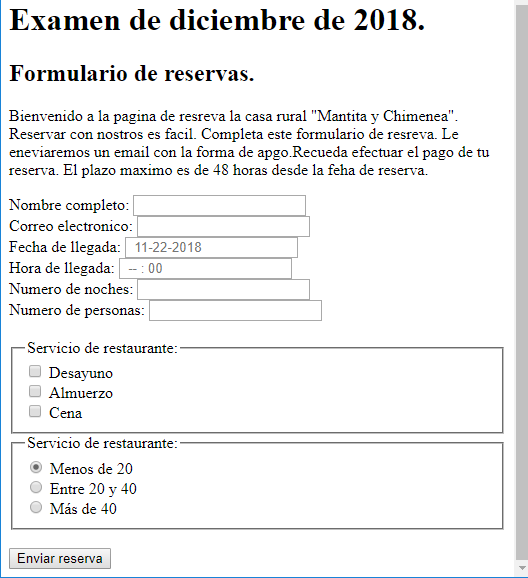 Examen de diciembre de 2018.
Formulario de reservas.
Bienvenido a la pagina de resreva la casa rural "Mantita y Chimenea".
Reservar con nostros es facil. Completa este formulario de resreva. Le
eneviaremos un email con la forma de apgo.Recueda efectuar el pago de tu
reserva. El plazo maximo es de 48 horas desde la feha de reserva.
Nombre completo:
Correo electronico:
Fecha de llegada: 11-22-2018
Hora de llegada: -- : 00
Numero de noches:
Numero de personas:
Servicio de restaurante:
Desayuno
Almuerzo
Cena
Servicio de restaurante:
Menos de 20
Entre 20 y 40
Más de 40
Enviar reserva